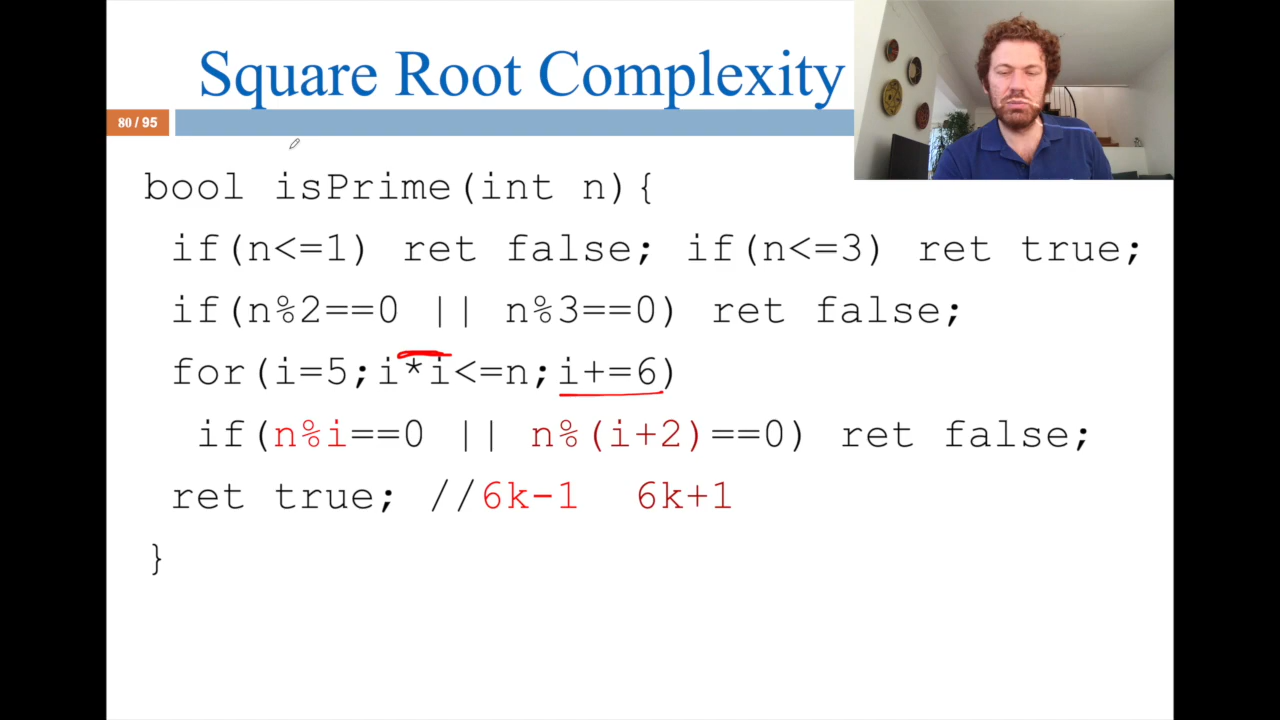 Square Root Complexity
80 / 95
bool isPrime(int n){
if(n<=1) ret false; if(n<=3) ret true;
if(n%2==0 || n%3==0) ret false;
for(i=5;i*i<=n;i+=6)
if(n%i==0 || n%(i+2)==0) ret false;
ret true; //6k-1 6k+1
}